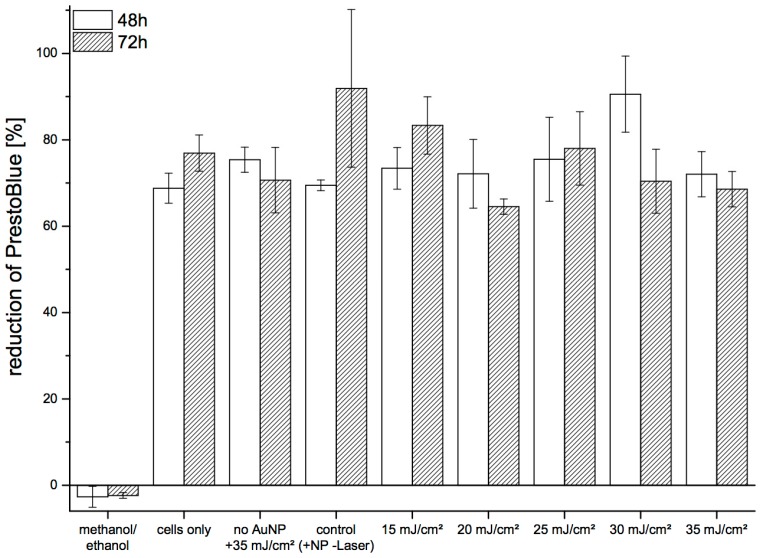 48h
72h
reduction of PrestoBlue [%]
100
80
60
40
20
0
methanol/
ethanol
cells only
no AuNP
+35 mJ/cm²
control
(+NP -Laser)
15 mJ/cm²
20 mJ/cm²
25 mJ/cm²
30 mJ/cm²
35 mJ/cm²